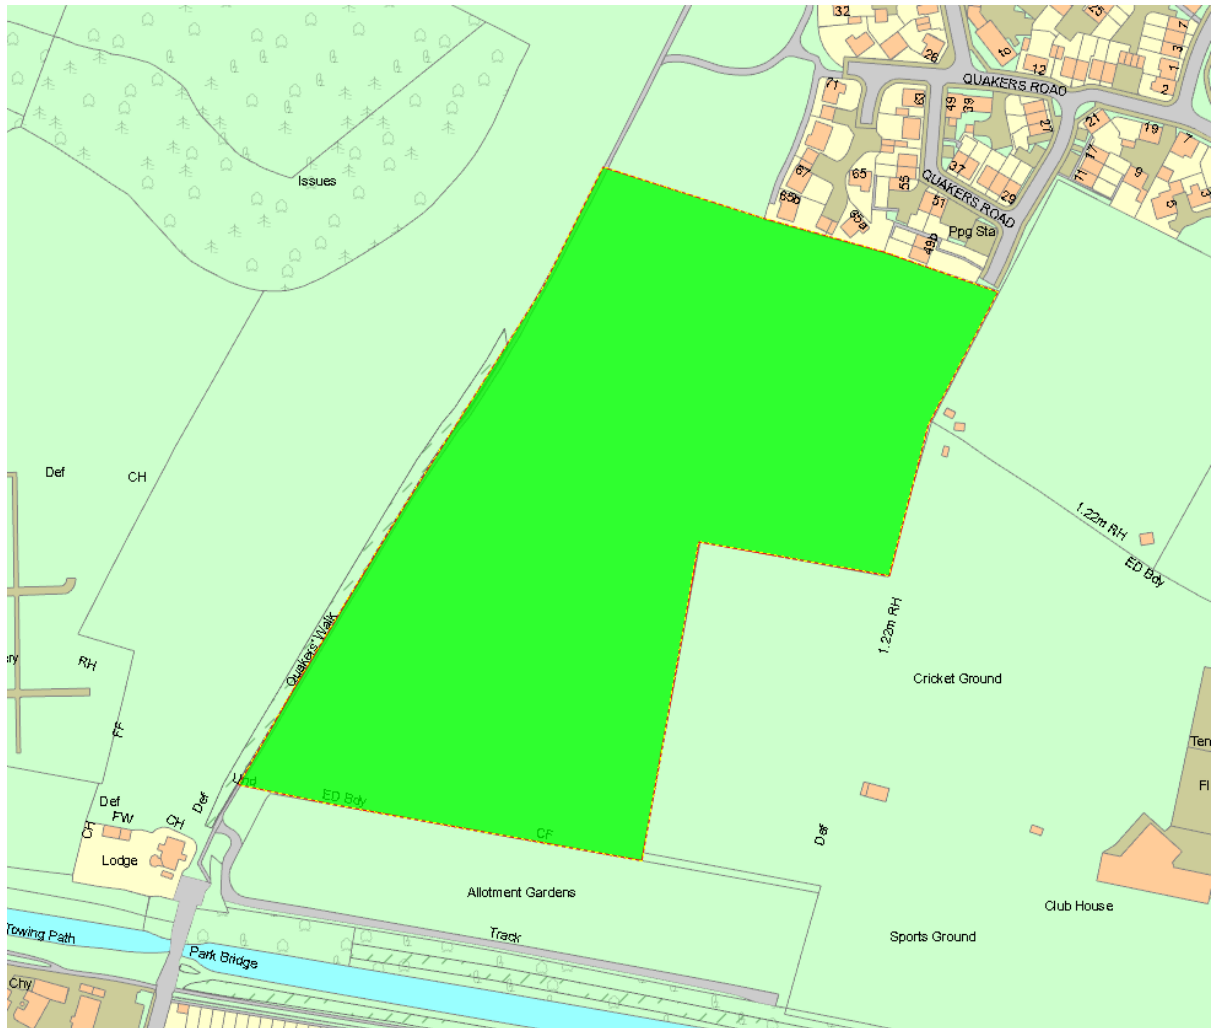 32
25
7
3
1
2
26
to
12
QUAKERS ROAD
71
63
49
39
27
21
19
7
17
11
9
5
37
29
67
65
55
QUAKERS ROAD
51
65b
65a
49b
Ppg Sta
Issues
Def
CH
1.22m RH
ED Bdy
Quakers' Walk
1.22m RH
RH
Cricket Ground
FF
Ten
Fl
Und
ED Bdy
Def
Def
FW
CH
CH
CF
Def
Lodge
Allotment Gardens
Club House
Track
Sports Ground
Towing Path
Park Bridge
Chy